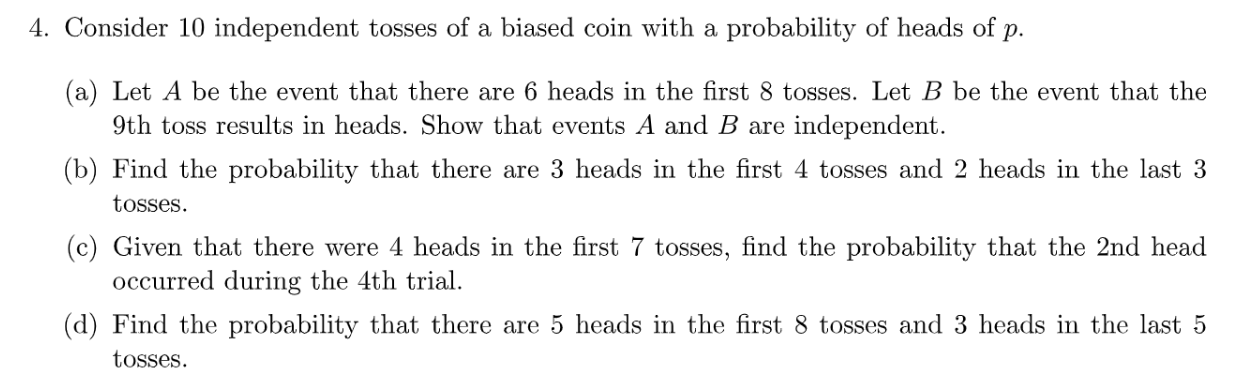 4. Consider 10 independent tosses of a biased coin with a probability of heads of p.
(a) Let A be the event that there are 6 heads in the first 8 tosses. Let B be the event that the
9th toss results in heads. Show that events A and B are independent.
(b) Find the probability that there are 3 heads in the first 4 tosses and 2 heads in the last 3
tosses.
(c) Given that there were 4 heads in the first 7 tosses, find the probability that the 2nd head
occurred during the 4th trial.
(d) Find the probability that there are 5 heads in the first 8 tosses and 3 heads in the last 5
tosses.